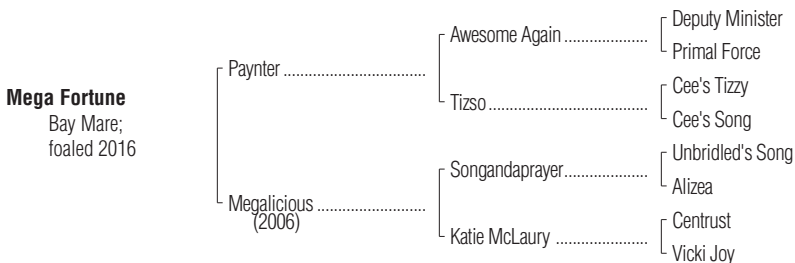 Mega Fortune
Bay Mare;
foaled 2016
Paynter ................................
Megalicious ........................
(2006)
Awesome Again ...................
Tizso ....................................
Songandaprayer ...................
Katie McLaury .....................
Deputy Minister
Primal Force
Cee's Tizzy
Cee's Song
Unbridled's Song
Alizea
Centrust
Vicki Joy